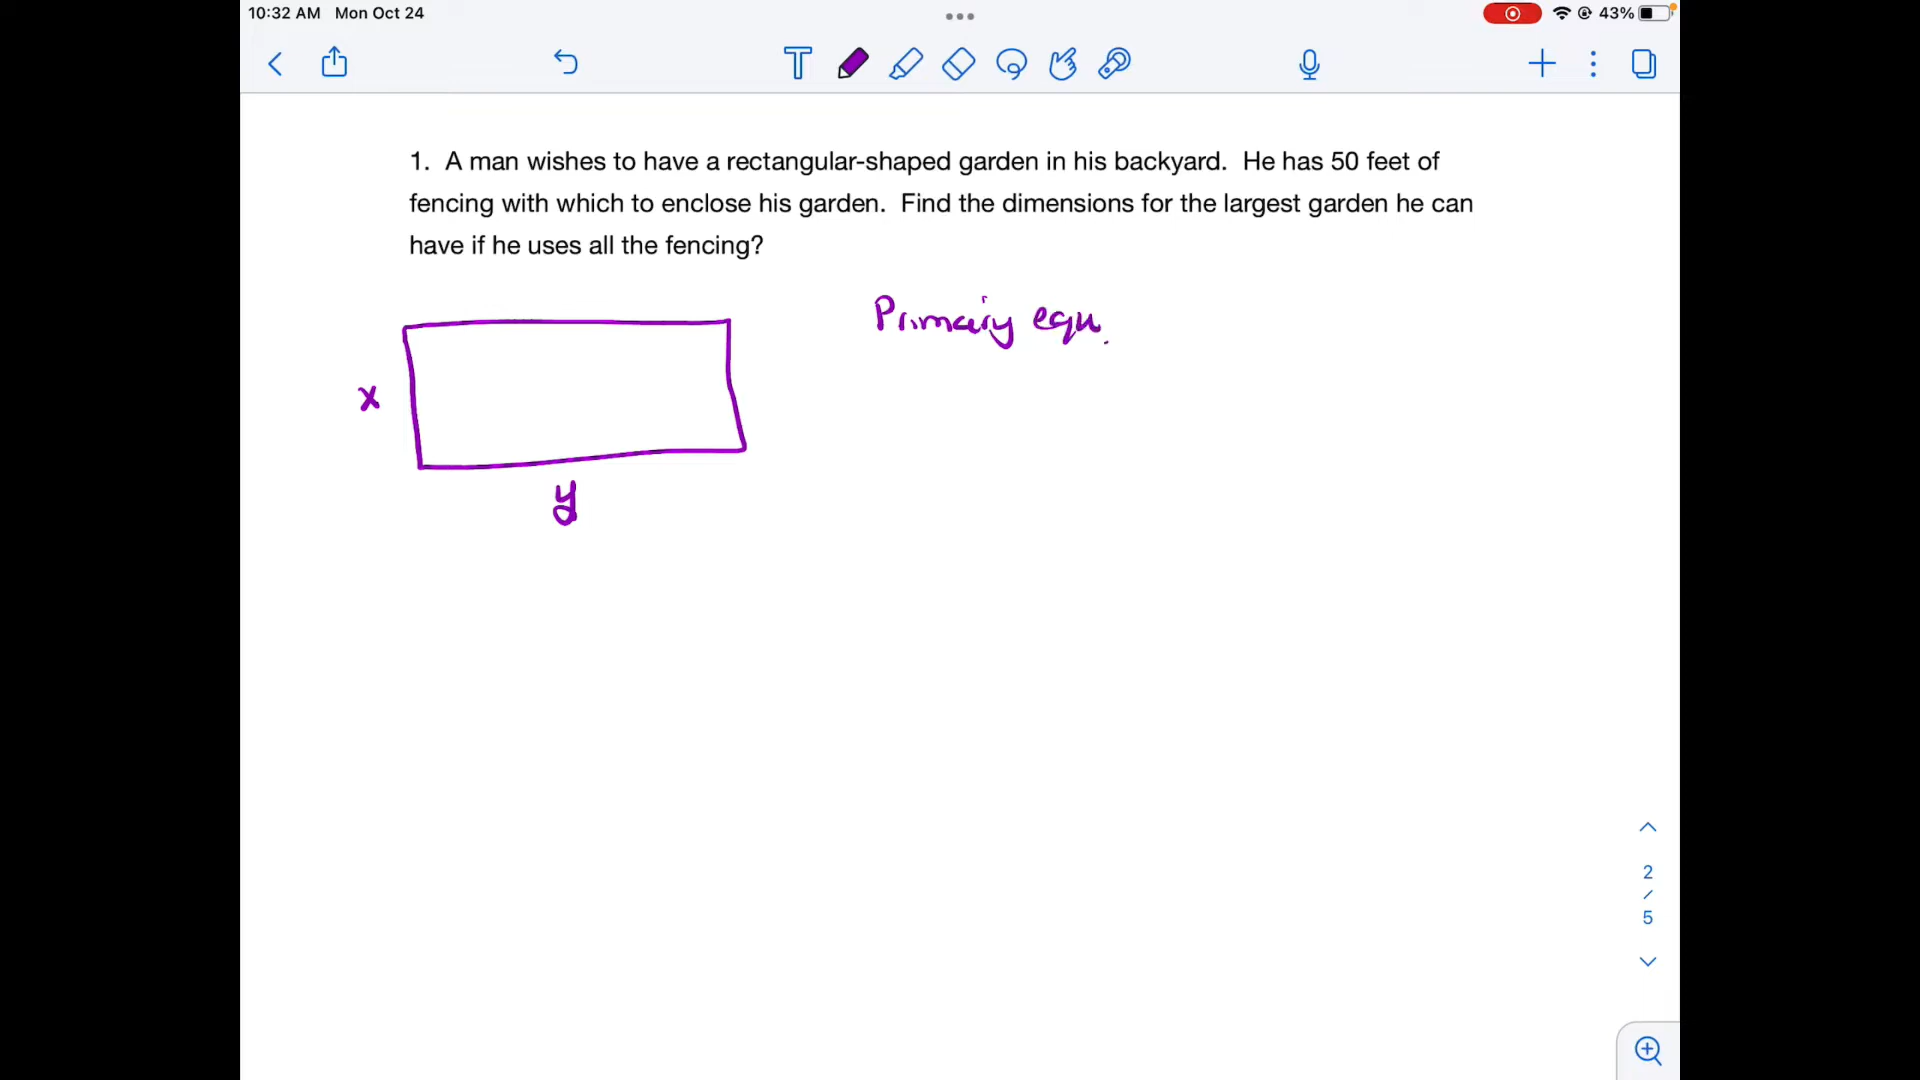 10:32 AM Mon Oct 24
43%
1. A man wishes to have a rectangular-shaped garden in his backyard. He has 50 feet of
fencing with which to enclose his garden. Find the dimensions for the largest garden he can
have if he uses all the fencing?
Primary equ.
x
y
2
/
5